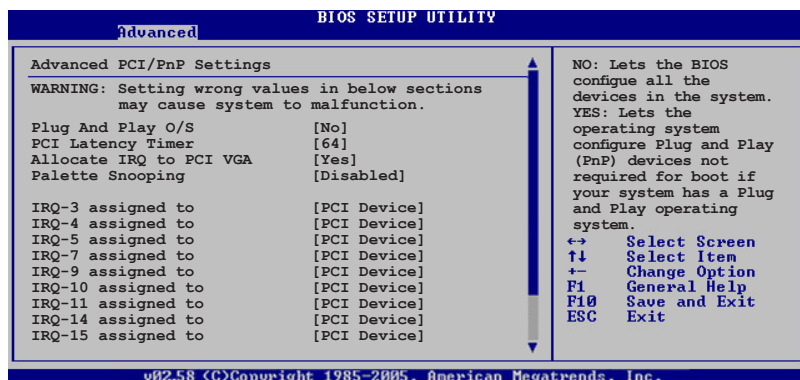 BIOS SETUP UTILITY
Advanced
Advanced PCI/PnP Settings
WARNING: Setting wrong values in below sections
may cause system to malfunction.
Plug And Play O/S [No]
PCI Latency Timer [64]
Allocate IRQ to PCI VGA [Yes]
Palette Snooping [Disabled]
IRQ-3 assigned to [PCI Device]
IRQ-4 assigned to [PCI Device]
IRQ-5 assigned to [PCI Device]
IRQ-7 assigned to [PCI Device]
IRQ-9 assigned to [PCI Device]
IRQ-10 assigned to [PCI Device]
IRQ-11 assigned to [PCI Device]
IRQ-14 assigned to [PCI Device]
IRQ-15 assigned to [PCI Device]
NO: Lets the BIOS
configue all the
devices in the system.
YES: Lets the
operating system
configure Plug and Play
(PnP) devices not
required for boot if
your system has a Plug
and Play operating
system.
↔ Select Screen
↑↓ Select Item
+- Change Option
F1 General Help
F10 Save and Exit
ESC Exit
v02.58 (C)Copyright 1985-2005, American Megatrends, Inc.